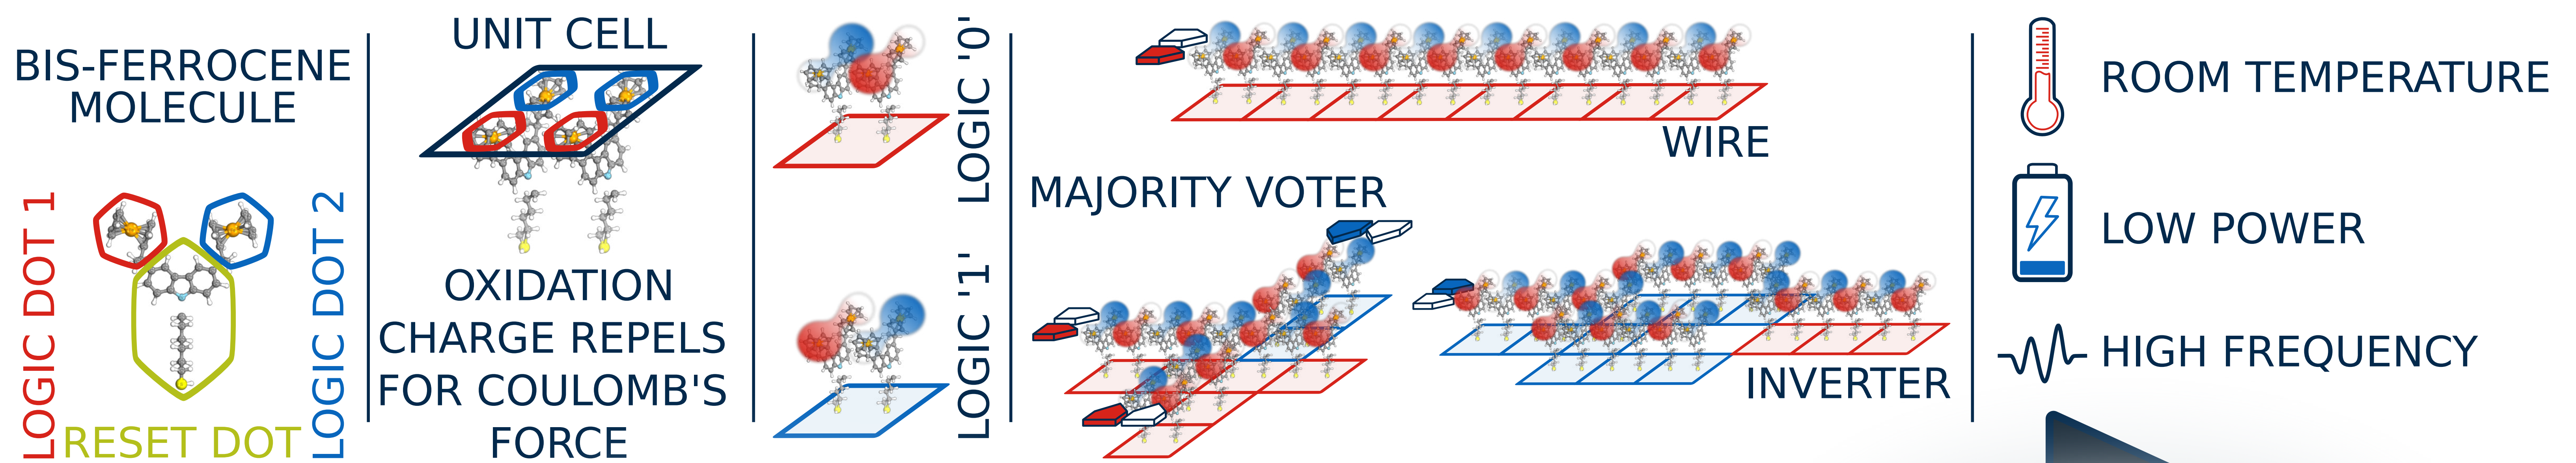 BIS-FERROCENE
MOLECULE
LOGIC DOT 1
LOGIC DOT 2
RESET DOT
UNIT CELL
OXIDATION
CHARGE REPELS
FOR COULOMB'S
FORCE
LOGIC '0'
LOGIC '1'
WIRE
MAJORITY VOTER
INVERTER
ROOM TEMPERATURE
LOW POWER
HIGH FREQUENCY